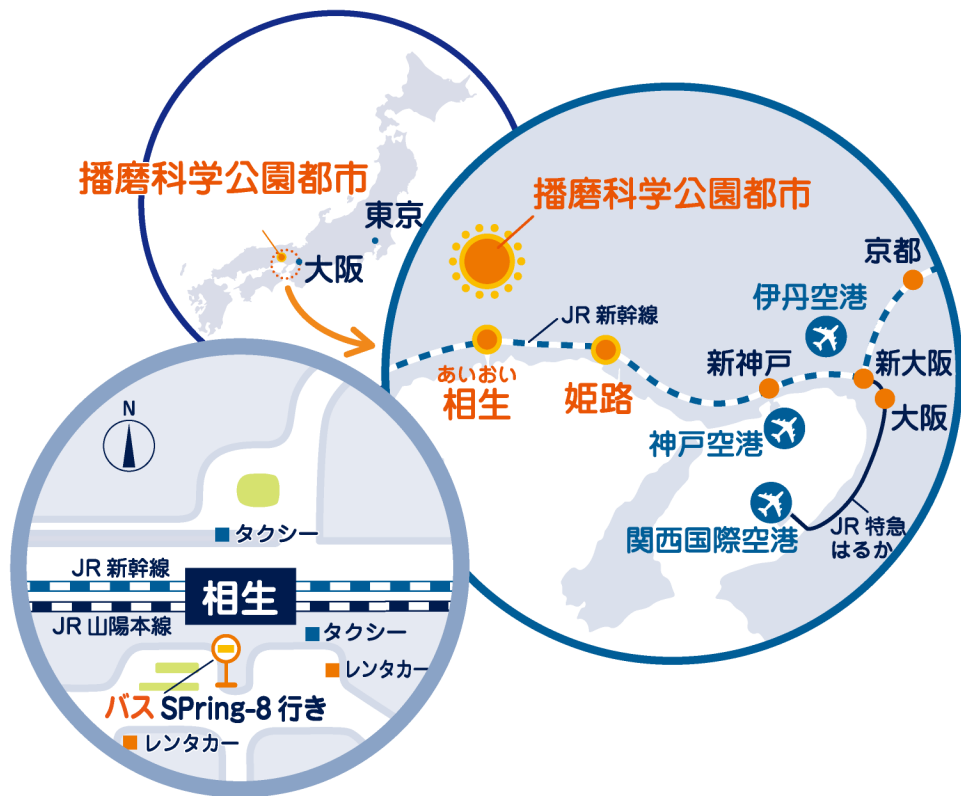 播磨科学公園都市
東京
大阪
播磨科学公園都市
京都
伊丹空港
JR 新幹線
新神戸
新大阪
あいおい
相生
姫路
大阪
神戸空港
関西国際空港
JR 特急
はるか
N
タクシー
JR 新幹線
相生
JR 山陽本線
タクシー
レンタカー
バス SPring-8 行き
レンタカー